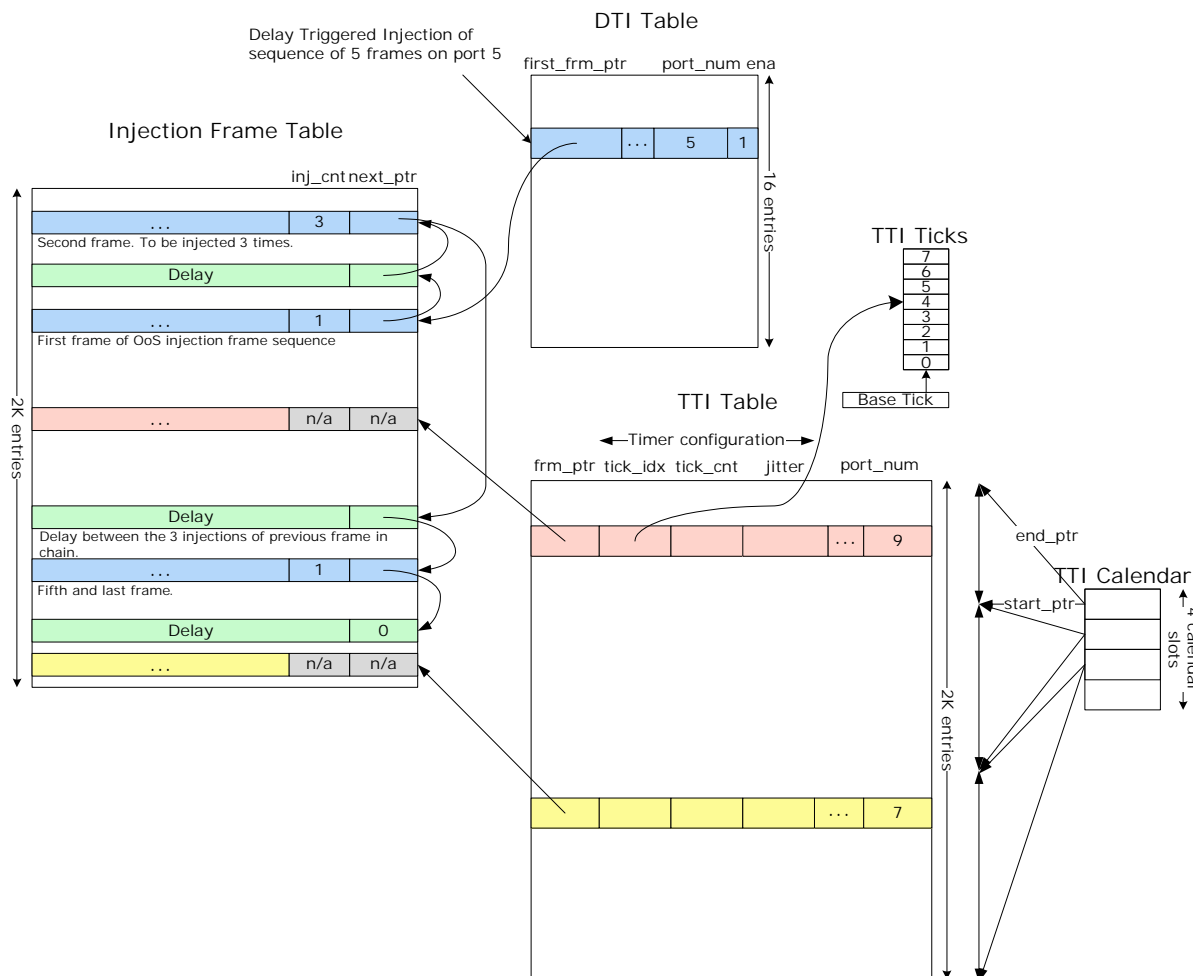 DTI Table
Delay Triggered Injection of
sequence of 5 frames on port 5
first_frm_ptr port_num ena
... 5 1
16 entries
Injection Frame Table
inj_cnt next_ptr
... 3
Second frame. To be injected 3 times.
Delay
... 1
First frame of OoS injection frame sequence
... n/a n/a
Delay
Delay between the 3 injections of previous frame in
chain.
... 1
Fifth and last frame.
Delay 0
... n/a n/a
2K entries
TTI Ticks
7
6
5
4
3
2
1
0
Base Tick
TTI Table
Timer configuration
frm_ptr tick_idx tick_cnt jitter port_num
... 9
... 7
2K entries
end_ptr
start_ptr
TTI Calendar
4 calendar
slots